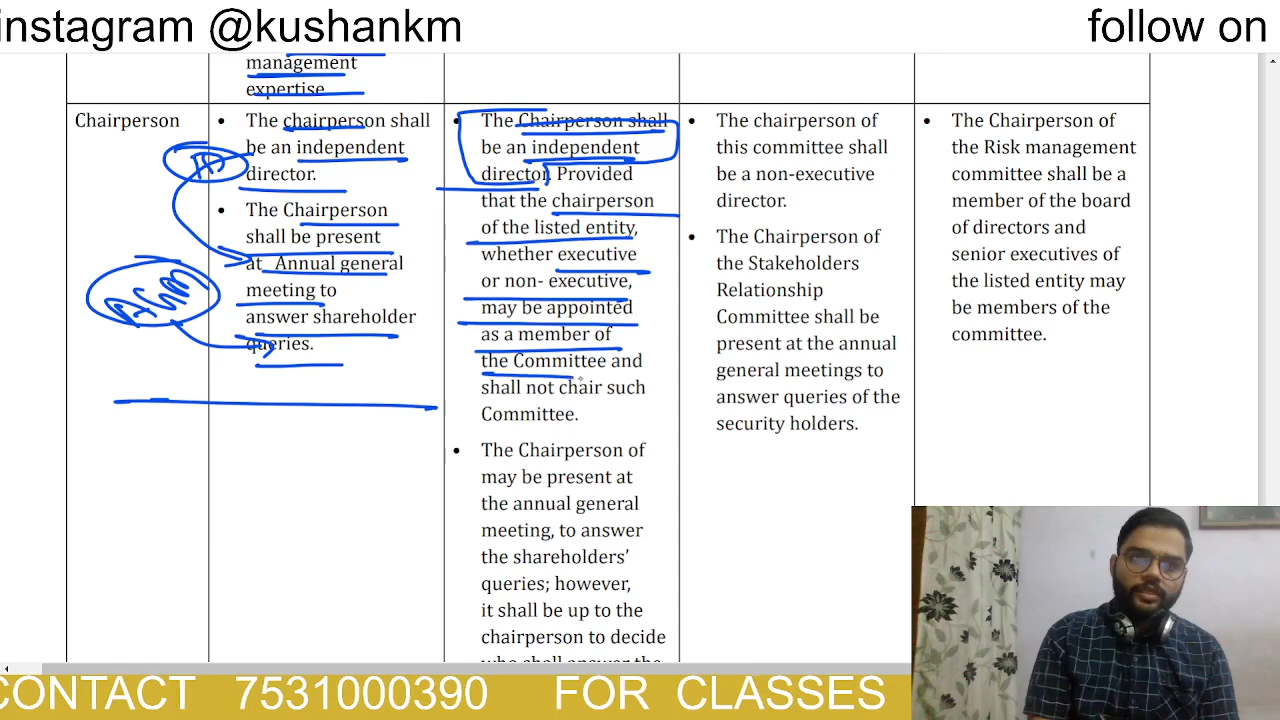 instagram @kushankm
follow on
management
expertise
Chairperson
• The chairperson shall
be an independent
director.
• The Chairperson
shall be present
at Annual general
meeting to
answer shareholder
queries.
AGM
• The Chairperson shall
be an independent
director. Provided
that the chairperson
of the listed entity,
whether executive
or non- executive,
may be appointed
as a member of
the Committee and
shall not chair such
Committee.
• The Chairperson of
may be present at
the annual general
meeting, to answer
the shareholders’
queries; however,
it shall be up to the
chairperson to decide
who shall answer the
• The chairperson of
this committee shall
be a non-executive
director.
• The Chairperson of
the Stakeholders
Relationship
Committee shall be
present at the annual
general meetings to
answer queries of the
security holders.
• The Chairperson of
the Risk management
committee shall be a
member of the board
of directors and
senior executives of
the listed entity may
be members of the
committee.
CONTACT 7531000390 FOR CLASSES